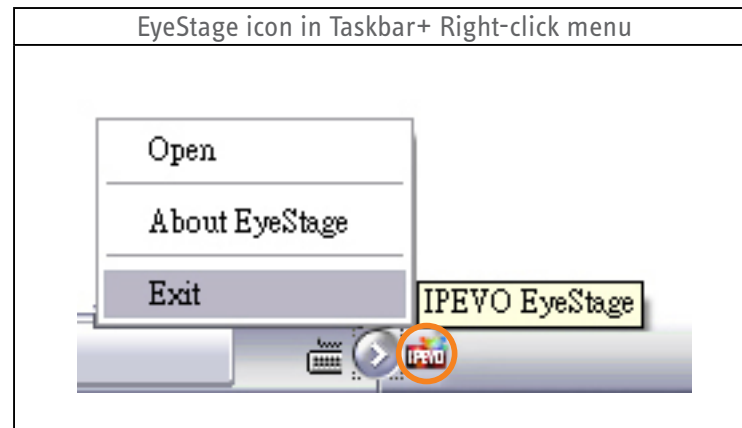 EyeStage icon in Taskbar+ Right-click menu
Open
About EyeStage
Exit
IPEVO EyeStage
IPEVO